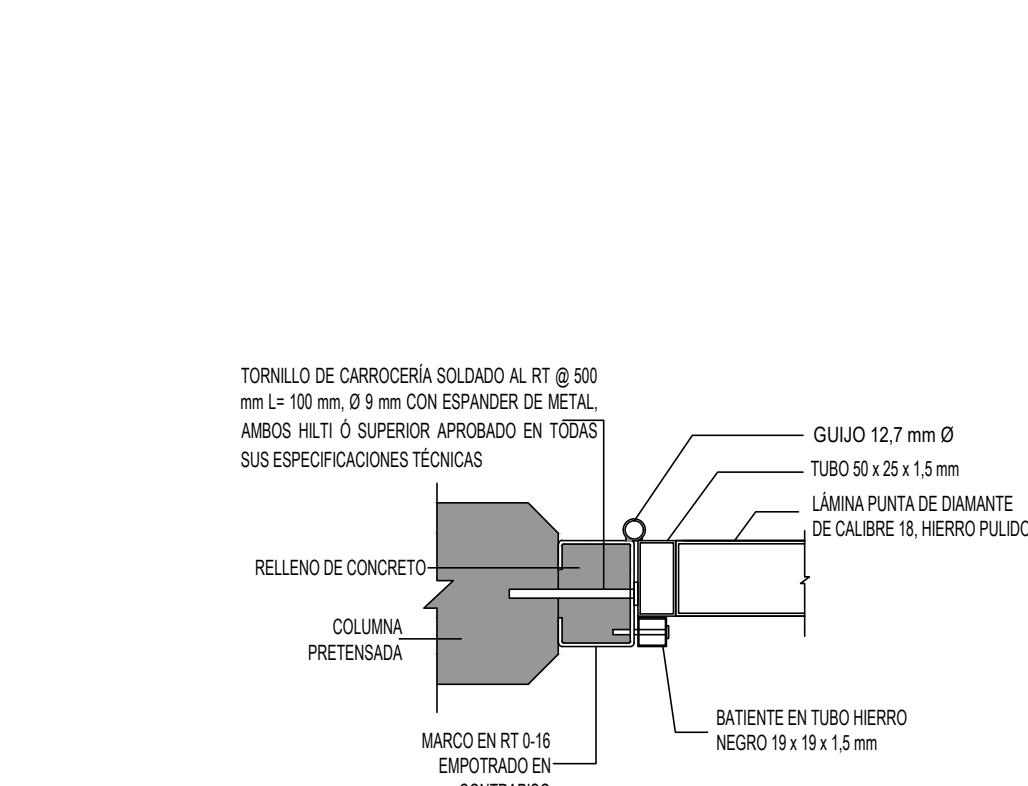 TORNILLO DE CARROCERÍA SOLDADO AL RT @ 500
mm L= 100 mm, Ø 9 mm CON ESPANDER DE METAL,
AMBOS HILTI Ó SUPERIOR APROBADO EN TODAS
SUS ESPECIFICACIONES TÉCNICAS
GUIJO 12,7 mm Ø
TUBO 50 x 25 x 1,5 mm
LÁMINA PUNTA DE DIAMANTE
DE CALIBRE 18, HIERRO PULIDO
RELLENO DE CONCRETO
COLUMNA
PRETENSADA
BATIENTE EN TUBO HIERRO
NEGRO 19 x 19 x 1,5 mm
MARCO EN RT 0-16
EMPOTRADO EN